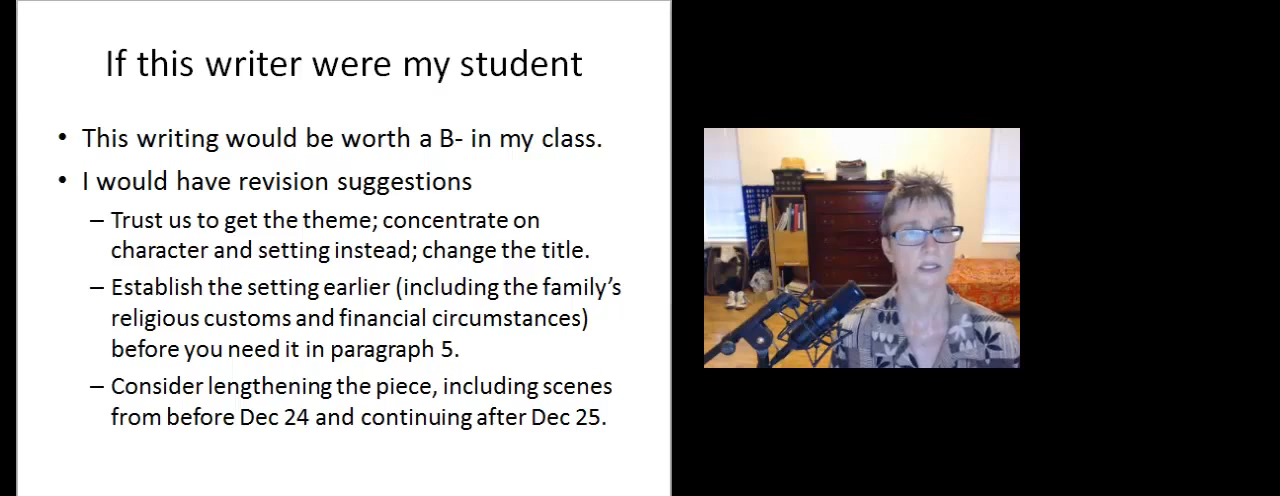 If this writer were my student
• This writing would be worth a B- in my class.
• I would have revision suggestions
– Trust us to get the theme; concentrate on
character and setting instead; change the title.
– Establish the setting earlier (including the family’s
religious customs and financial circumstances)
before you need it in paragraph 5.
– Consider lengthening the piece, including scenes
from before Dec 24 and continuing after Dec 25.